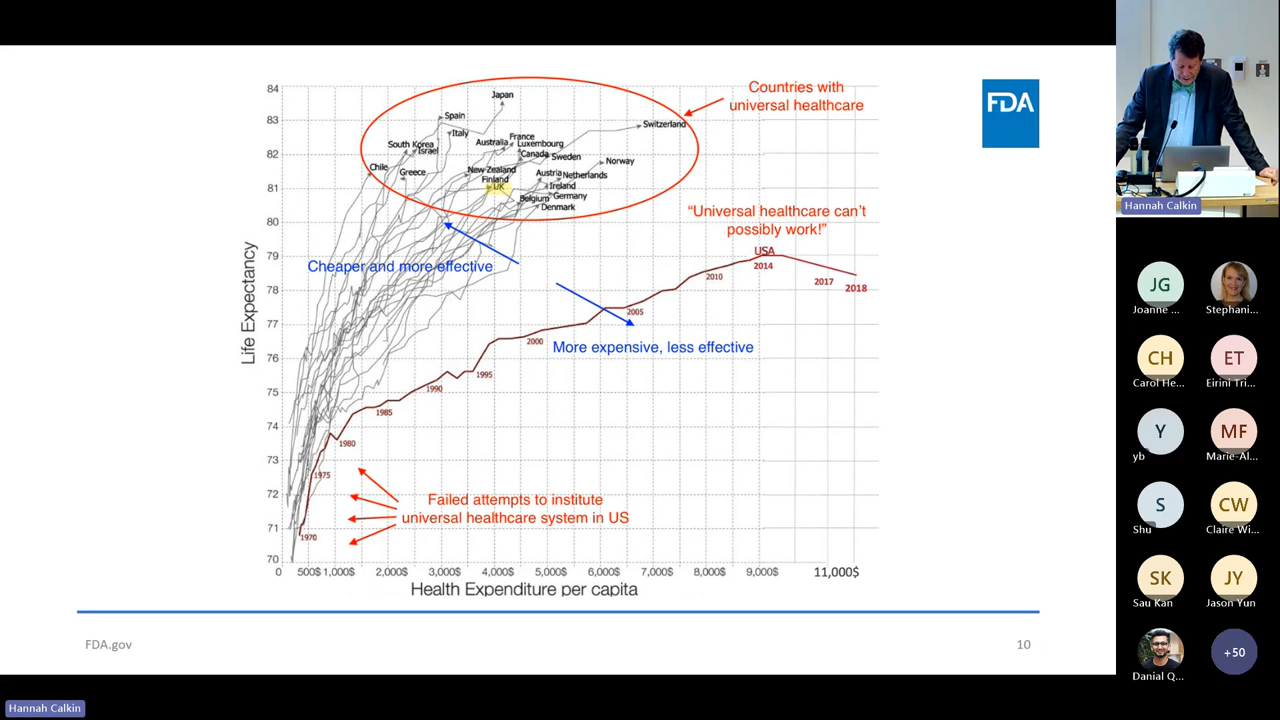 84
83
82
81
80
79
78
77
76
75
74
73
72
71
70
Life Expectancy
0 500$ 1,000$ 2,000$ 3,000$ 4,000$ 5,000$ 6,000$ 7,000$ 8,000$ 9,000$ 11,000$
Health Expenditure per capita
Japan
Spain
Italy
South Korea
Israel
Chile
Greece
Australia
France
Luxembourg
Canada
Sweden
Switzerland
Norway
New Zealand
Finland
UK
Austria
Netherlands
Ireland
Belgium
Germany
Denmark
Countries with
universal healthcare
"Universal healthcare can't
possibly work!"
USA
2014
2017
2018
2010
2005
2000
1995
1990
1985
1980
1975
1970
Cheaper and more effective
More expensive, less effective
Failed attempts to institute
universal healthcare system in US
FDA
FDA.gov
10
Hannah Calkin
Hannah Calkin
JG
Joanne ...
Stephani...
CH
Carol He...
ET
Eirini Tri...
Y
yb
MF
Marie-Al...
S
Shu
CW
Claire Wi...
SK
Sau Kan
JY
Jason Yun
Danial Q...
+50